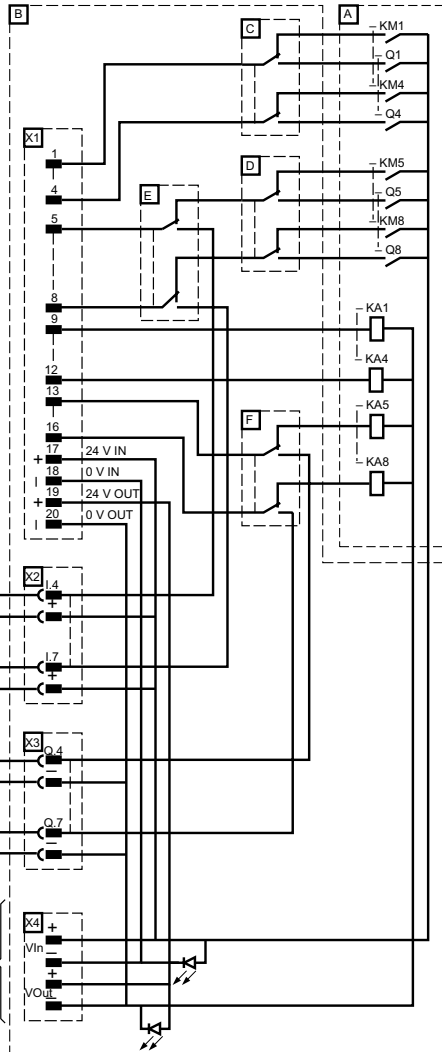 B
A
C
KM1
Q1
KM4
Q4
X1
1
4
5
D
KM5
Q5
KM8
Q8
E
8
9
KA1
12
KA4
13
KA5
F
16
KA8
+ 17 24 V IN
– 18 0 V IN
+ 19 24 V OUT
– 20 0 V OUT
X2
I.4
+
I.7
+
X3
Q.4
–
Q.7
–
X4
+
VIn
–
+
VOut
–